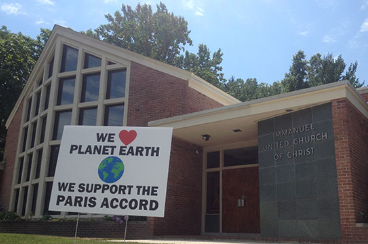 WE ❤
PLANET EARTH
WE SUPPORT THE
PARIS ACCORD
IMMANUEL
UNITED CHURCH
OF CHRIST